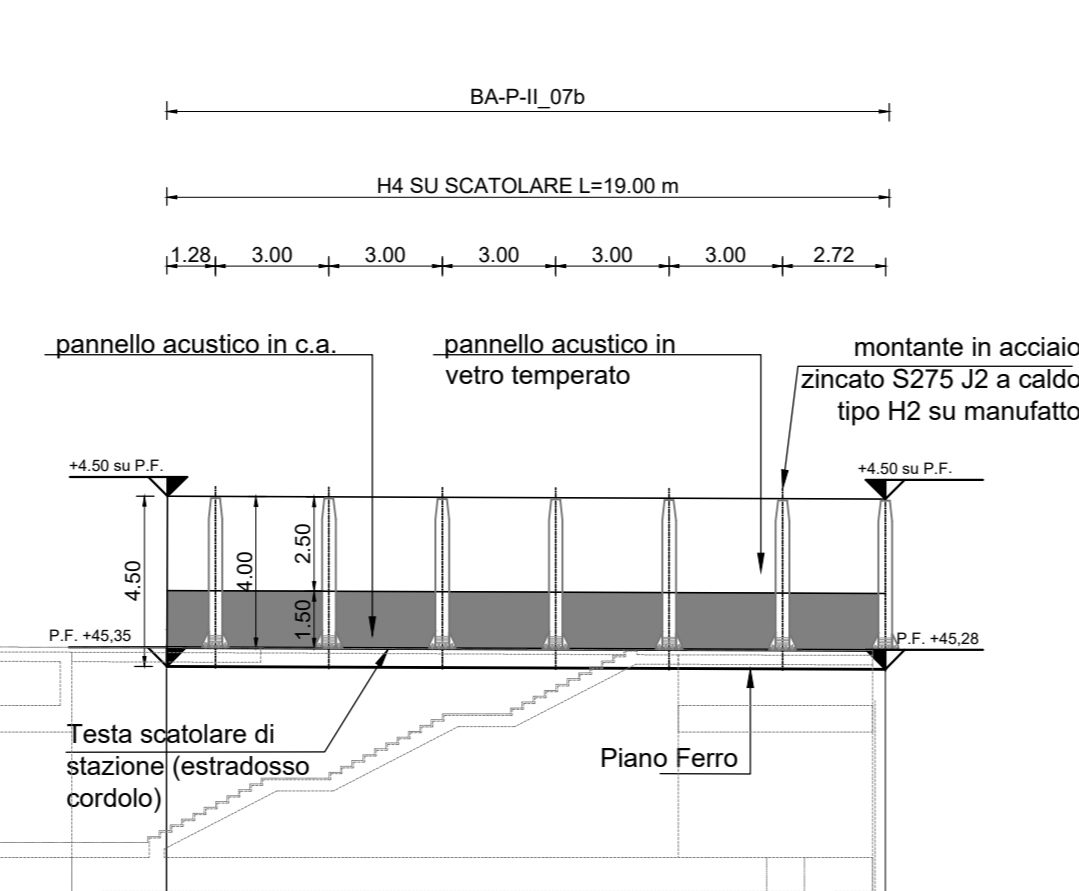 BA-P-II_07b
H4 SU SCATOLARE L=19.00 m
1.28 3.00 3.00 3.00 3.00 3.00 2.72
pannello acustico in c.a.
pannello acustico in
vetro temperato
montante in acciaio
zincato S275 J2 a caldo
tipo H2 su manufatto
+4.50 su P.F.
+4.50 su P.F.
4.50
4.00
2.50
1.50
P.F. +45,35
P.F. +45,28
Testa scatolare di
stazione (estradosso
cordolo)
Piano Ferro